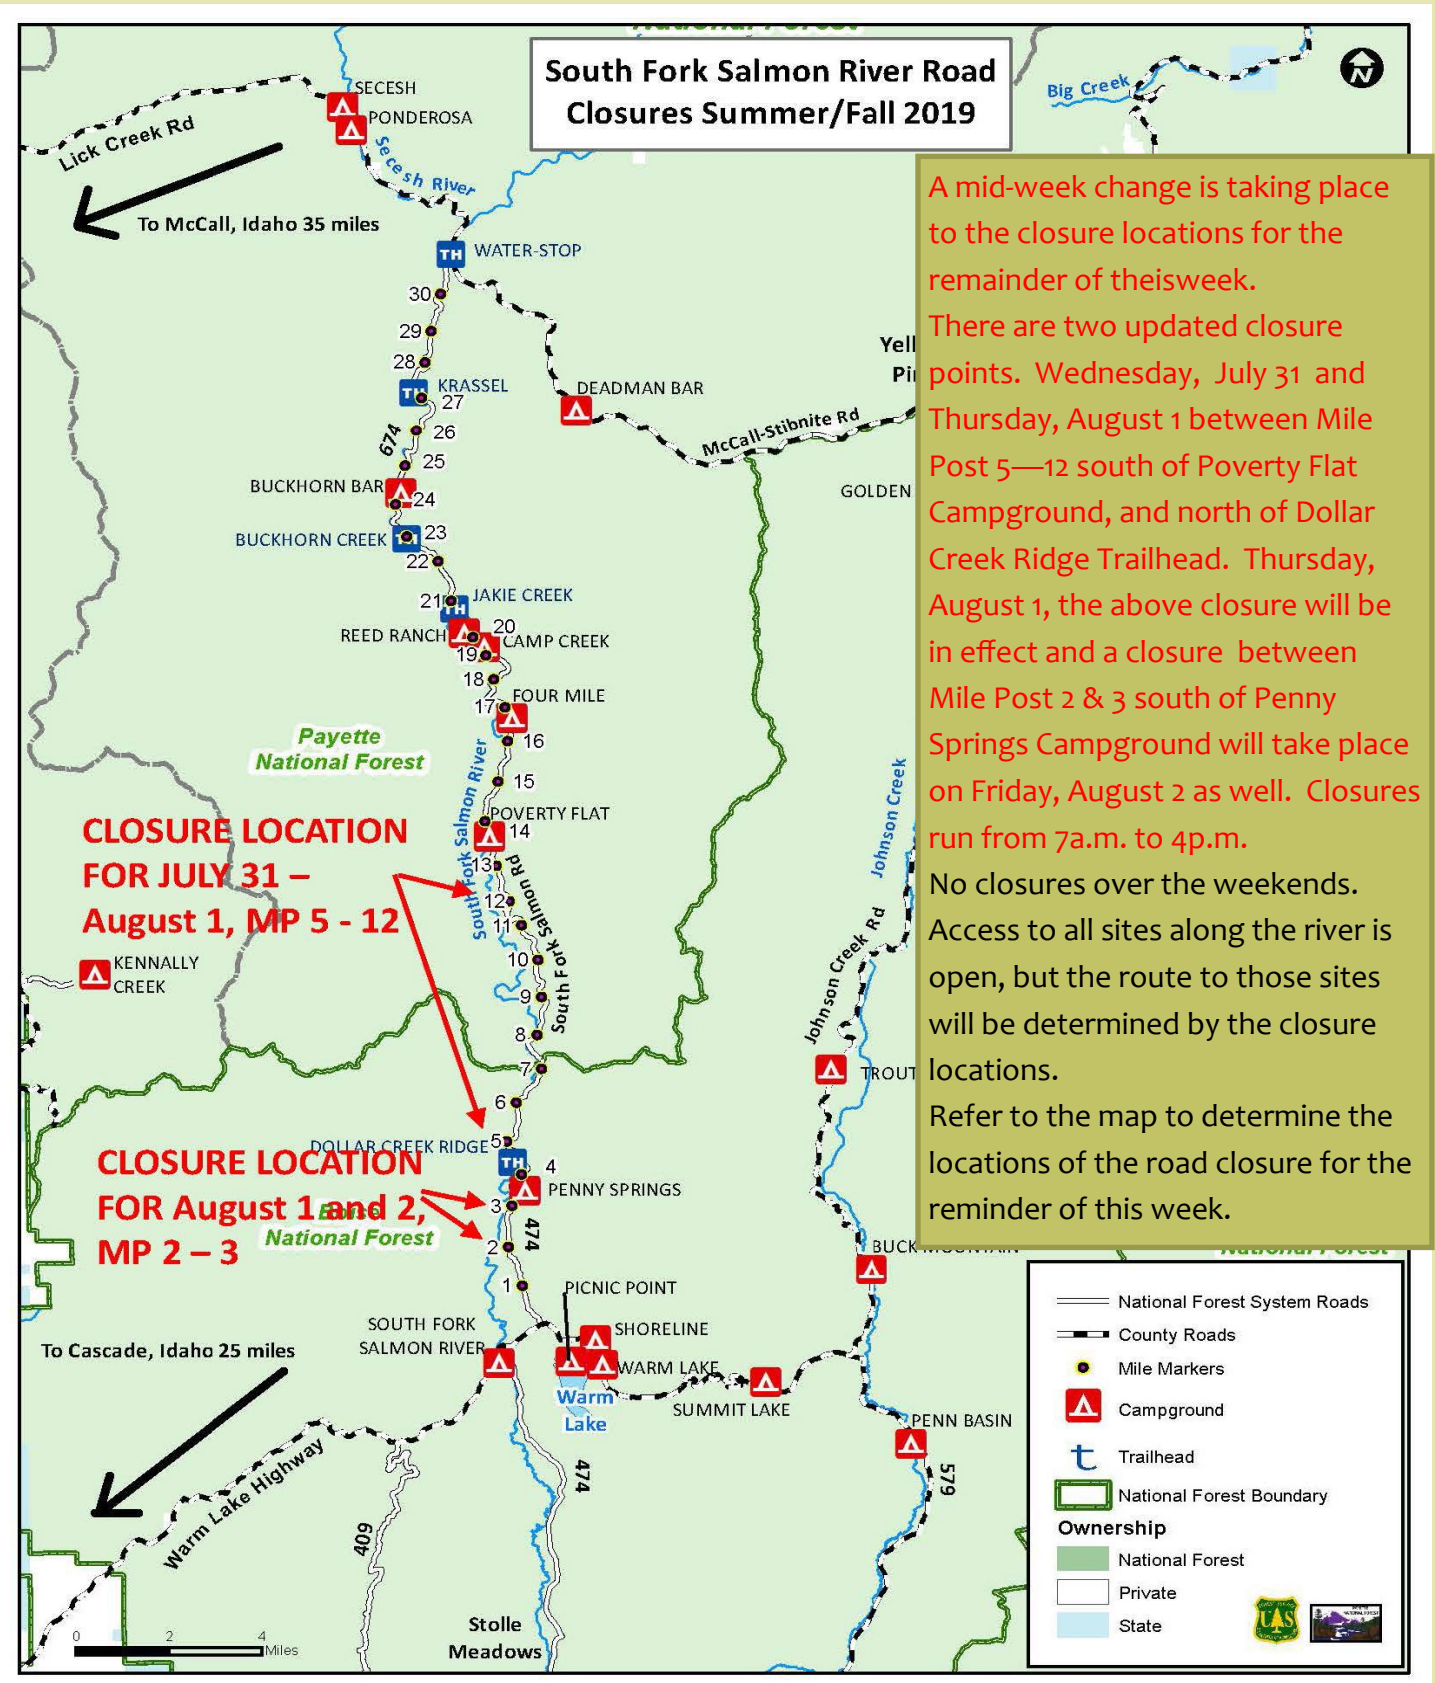 National Forest
South Fork Salmon River Road
Closures Summer/Fall 2019
N
Big Creek
SECESH
PONDEROSA
Lick Creek Rd
Secesh River
To McCall, Idaho 35 miles
TH WATER-STOP
30
29
28
TH KRASSEL
27
26
674
25
BUCKHORN BAR
24
BUCKHORN CREEK TH 23
22
21 TH JAKIE CREEK
REED RANCH 20
19 CAMP CREEK
18
FOUR MILE
17
16
15
POVERTY FLAT
14
13
12
11
10
9
8
7
6
5
DOLLAR CREEK RIDGE
TH 4
PENNY SPRINGS
3
474
2
1
DEADMAN BAR
McCall-Stibnite Rd
Yell
Pi
GOLDEN
Payette
National Forest
South Fork Salmon River
South Fork Salmon Rd
CLOSURE LOCATION
FOR JULY 31 –
August 1, MP 5 - 12
KENNALLY
CREEK
CLOSURE LOCATION
FOR August 1 and 2,
MP 2 – 3
Boise
National Forest
Johnson Creek
Johnson Creek Rd
TROUT
BUCK MOUNTAIN
PICNIC POINT
SHORELINE
SOUTH FORK
SALMON RIVER
WARM LAKE
Warm
Lake
SUMMIT LAKE
PENN BASIN
579
474
409
To Cascade, Idaho 25 miles
Warm Lake Highway
Stolle
Meadows
0 2 4
Miles
A mid-week change is taking place
to the closure locations for the
remainder of theisweek.
There are two updated closure
points. Wednesday, July 31 and
Thursday, August 1 between Mile
Post 5—12 south of Poverty Flat
Campground, and north of Dollar
Creek Ridge Trailhead. Thursday,
August 1, the above closure will be
in effect and a closure between
Mile Post 2 & 3 south of Penny
Springs Campground will take place
on Friday, August 2 as well. Closures
run from 7a.m. to 4p.m.
No closures over the weekends.
Access to all sites along the river is
open, but the route to those sites
will be determined by the closure
locations.
Refer to the map to determine the
locations of the road closure for the
reminder of this week.
National Forest
National Forest System Roads
County Roads
Mile Markers
Campground
t Trailhead
National Forest Boundary
Ownership
National Forest
Private
State
UAS